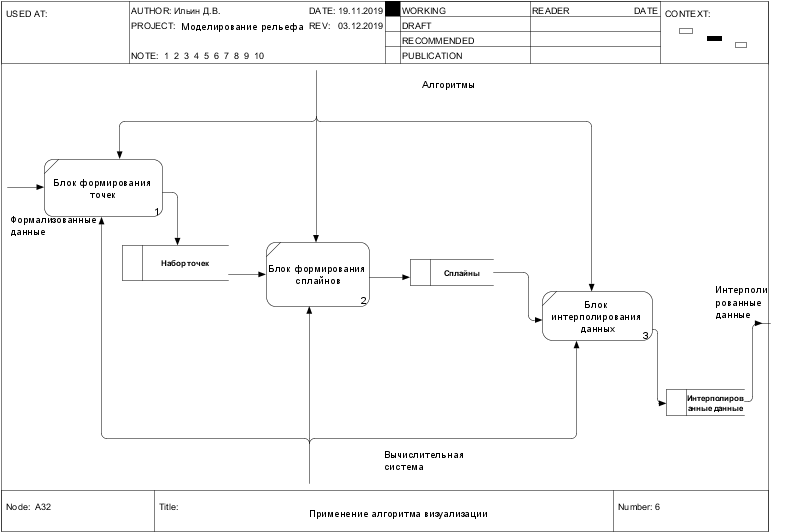 USED AT:
AUTHOR: Ильин Д.В.
DATE: 19.11.2019
PROJECT: Моделирование рельефа
REV: 03.12.2019
NOTE: 1 2 3 4 5 6 7 8 9 10
WORKING
DRAFT
RECOMMENDED
PUBLICATION
READER
DATE
CONTEXT:
Алгоритмы
Блок формирования
точек
1
Формализованные
данные
Набор точек
Блок формирования
сплайнов
2
Сплайны
Блок
интерполирования
данных
3
Интерполи
рованные
данные
Интерполиров
анные данные
Вычислительная
система
Node: A32
Title:
Применение алгоритма визуализации
Number: 6